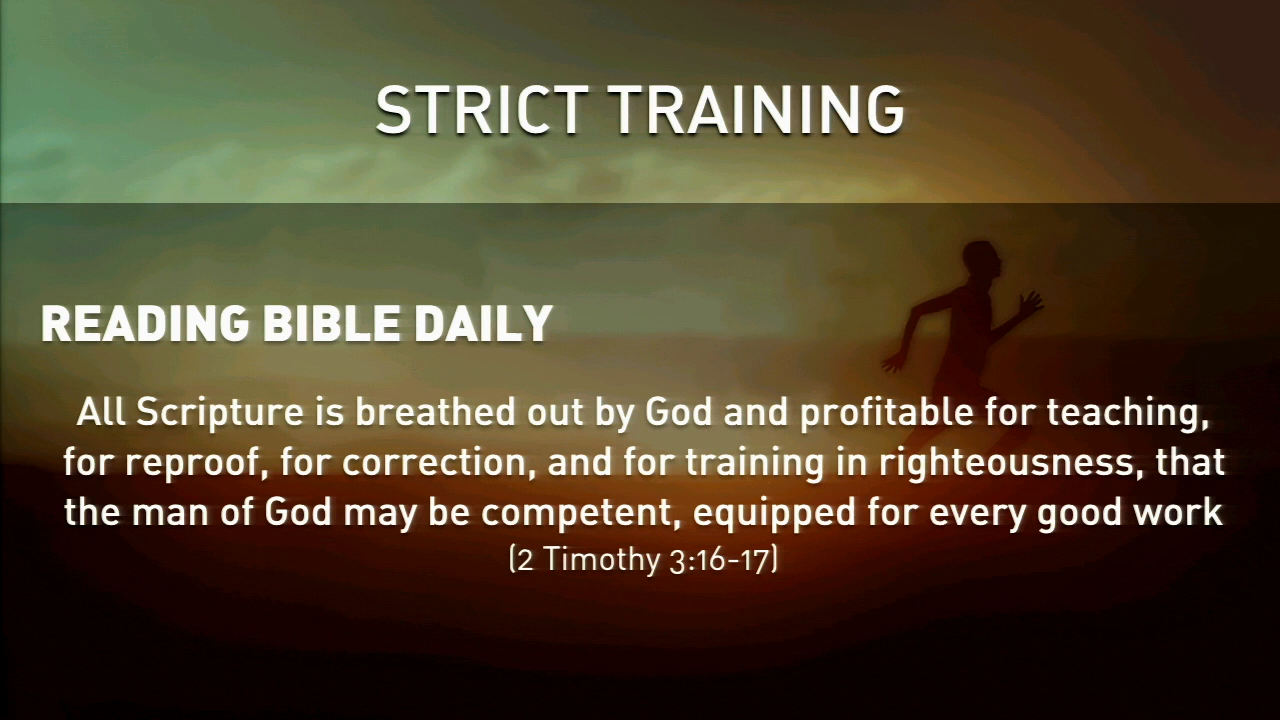 STRICT TRAINING
READING BIBLE DAILY
All Scripture is breathed out by God and profitable for teaching,
for reproof, for correction, and for training in righteousness, that
the man of God may be competent, equipped for every good work
(2 Timothy 3:16-17)